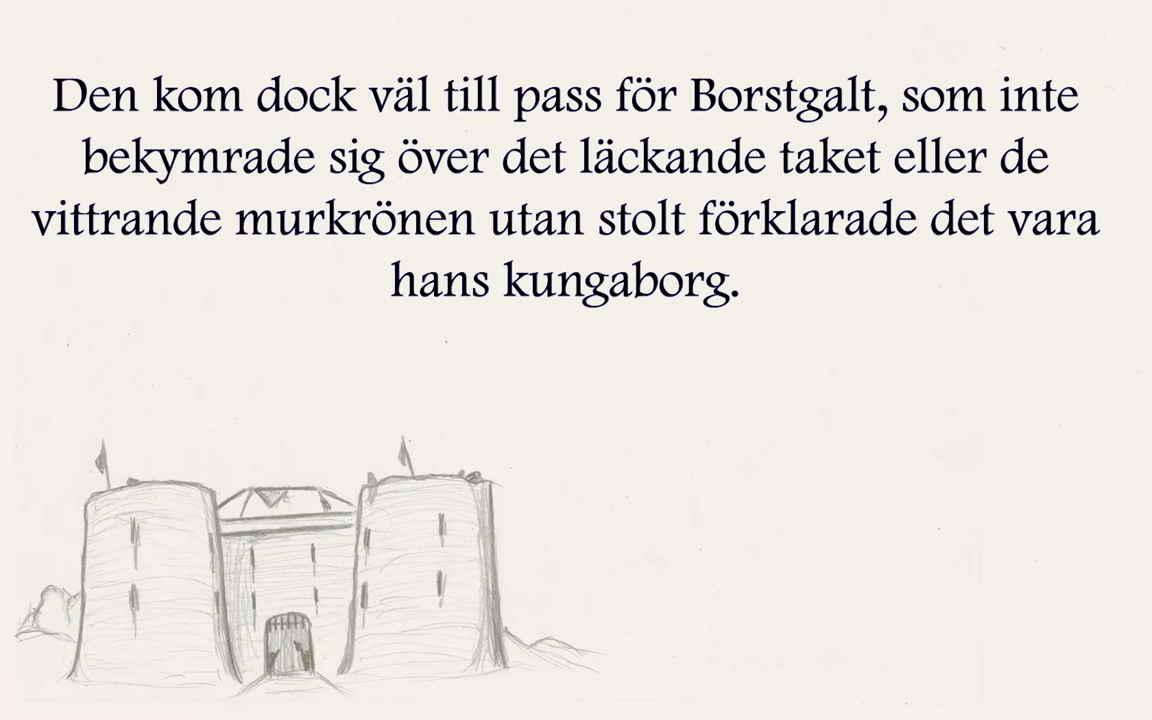 Den kom dock väl till pass för Borstgalt, som inte
bekymrade sig över det läckande taket eller de
vittrande murkrönen utan stolt förklarade det vara
hans kungaborg.